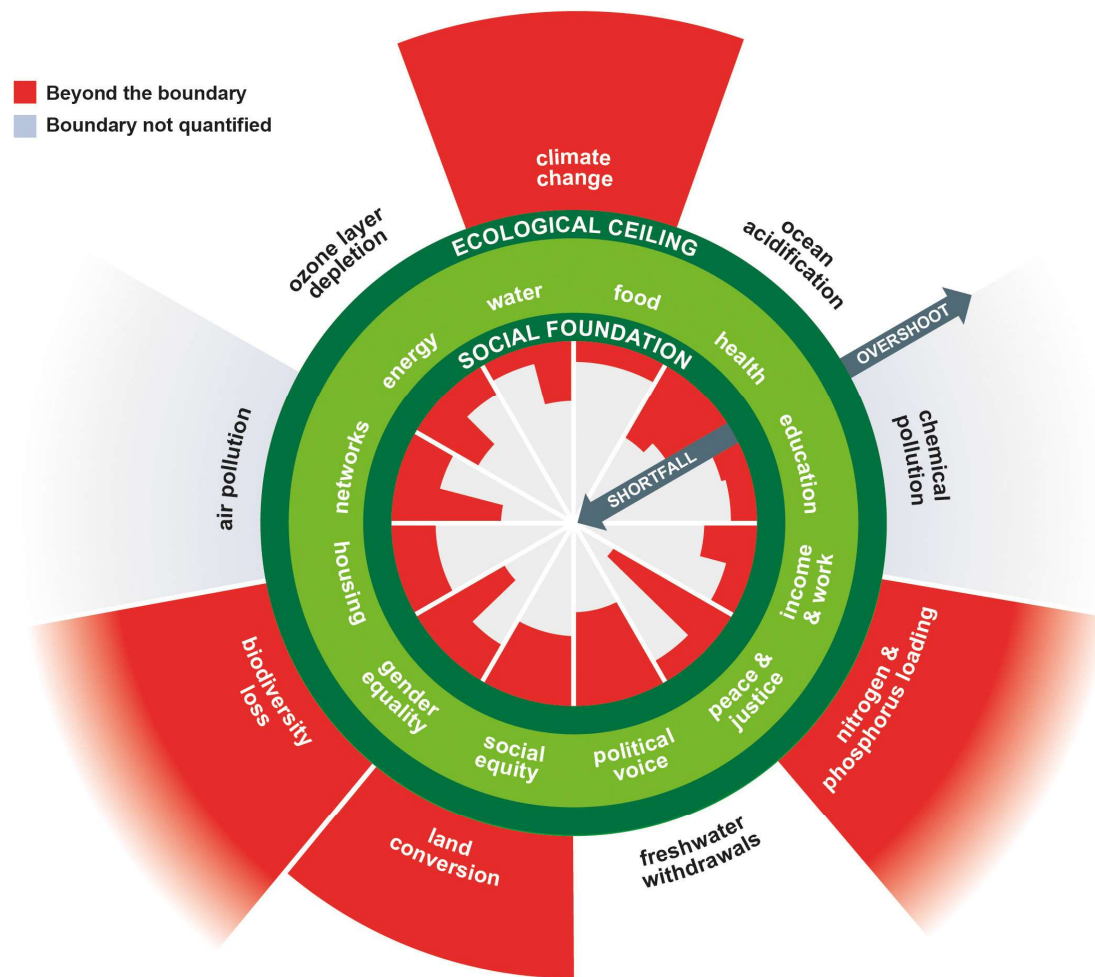 Beyond the boundary
Boundary not quantified
climate
change
ozone layer
depletion
ocean
acidification
ECOLOGICAL CEILING
OVERSHOOT
water
food
energy
health
SOCIAL FOUNDATION
networks
education
SHORTFALL
air pollution
chemical
pollution
housing
income
& work
gender
equality
social
equity
political
voice
peace &
justice
biodiversity
loss
nitrogen &
phosphorus loading
land
conversion
freshwater
withdrawals